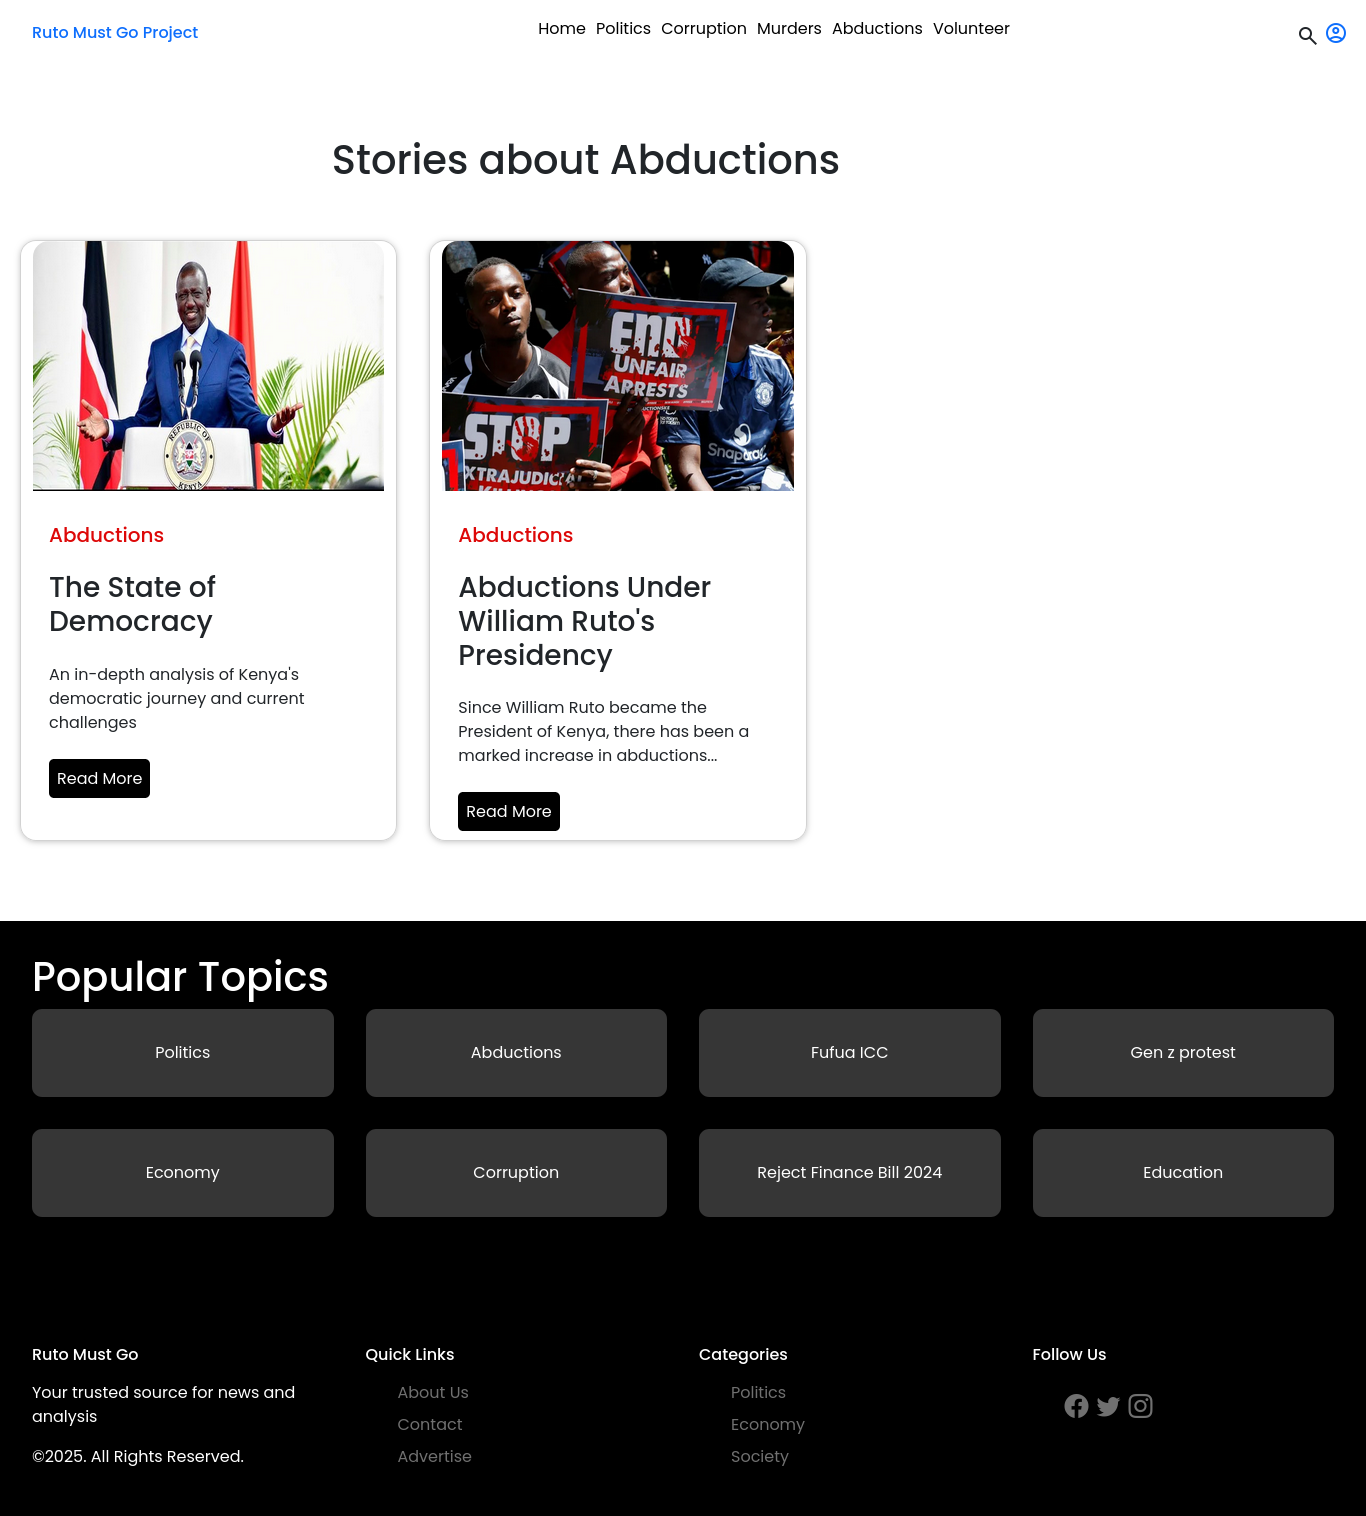 Ruto Must Go Project
Home Politics Corruption Murders Abductions Volunteer
Stories about Abductions
REPUBLIC OF
KENYA
END
UNFAIR
ARRESTS
STOP
EXTRAJUDICIAL
Snapdragon
Abductions
The State of
Democracy
An in-depth analysis of Kenya's
democratic journey and current
challenges
Read More
Abductions
Abductions Under
William Ruto's
Presidency
Since William Ruto became the
President of Kenya, there has been a
marked increase in abductions...
Read More
Popular Topics
Politics
Abductions
Fufua ICC
Gen z protest
Economy
Corruption
Reject Finance Bill 2024
Education
Ruto Must Go
Your trusted source for news and
analysis
©2025. All Rights Reserved.
Quick Links
About Us
Contact
Advertise
Categories
Politics
Economy
Society
Follow Us